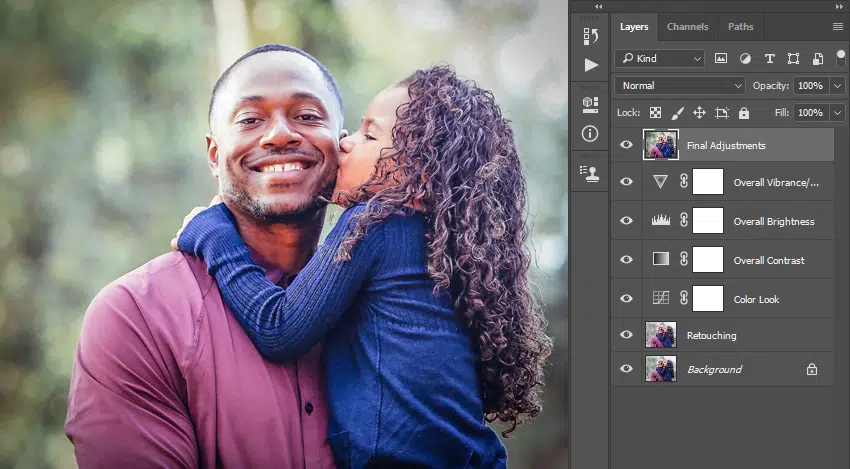 Layers Channels Paths
Kind
Normal Opacity: 100%
Lock: Fill: 100%
Final Adjustments
Overall Vibrance/...
Overall Brightness
Overall Contrast
Color Look
Retouching
Background